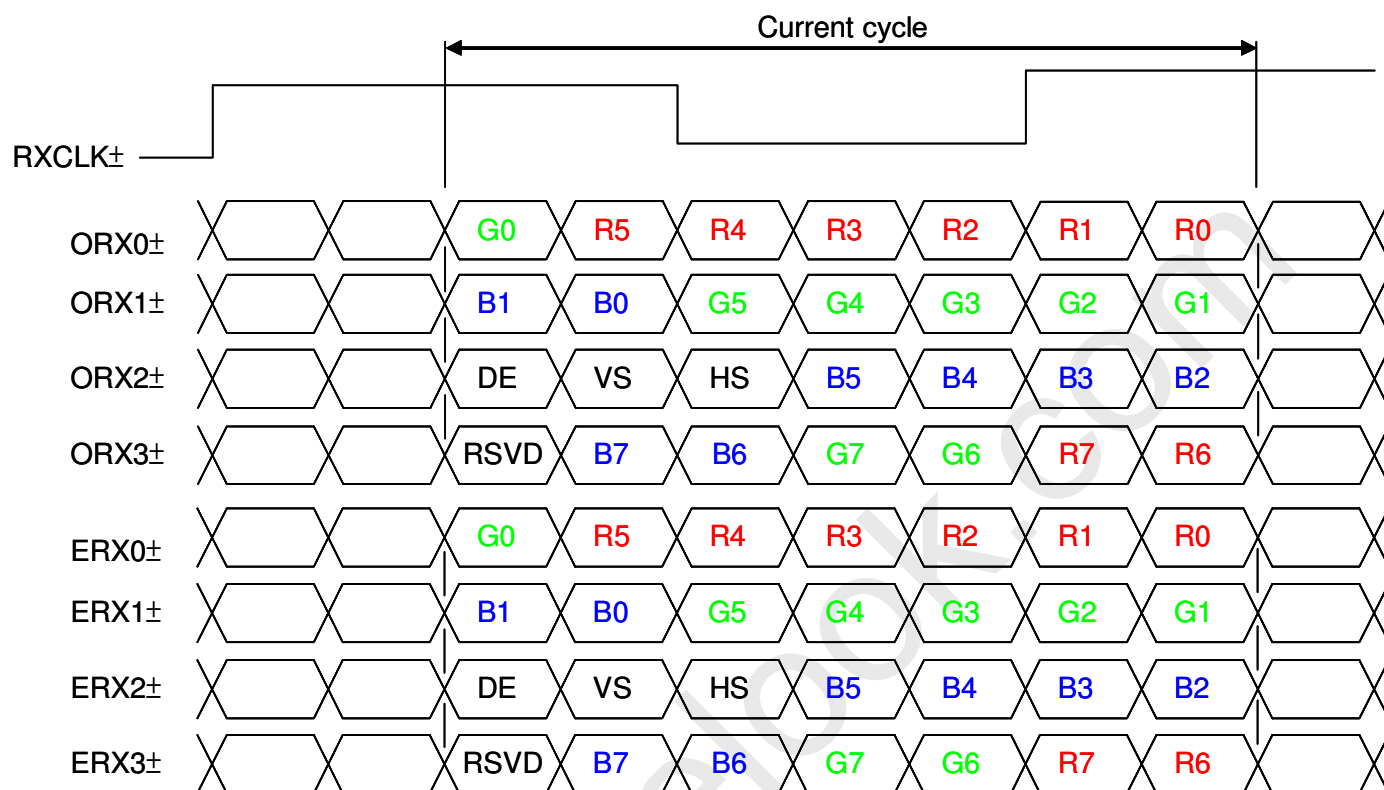 Current cycle
RXCLK±
ORX0± G0 R5 R4 R3 R2 R1 R0
ORX1± B1 B0 G5 G4 G3 G2 G1
ORX2± DE VS HS B5 B4 B3 B2
ORX3± RSVD B7 B6 G7 G6 R7 R6
ERX0± G0 R5 R4 R3 R2 R1 R0
ERX1± B1 B0 G5 G4 G3 G2 G1
ERX2± DE VS HS B5 B4 B3 B2
ERX3± RSVD B7 B6 G7 G6 R7 R6
elook.com